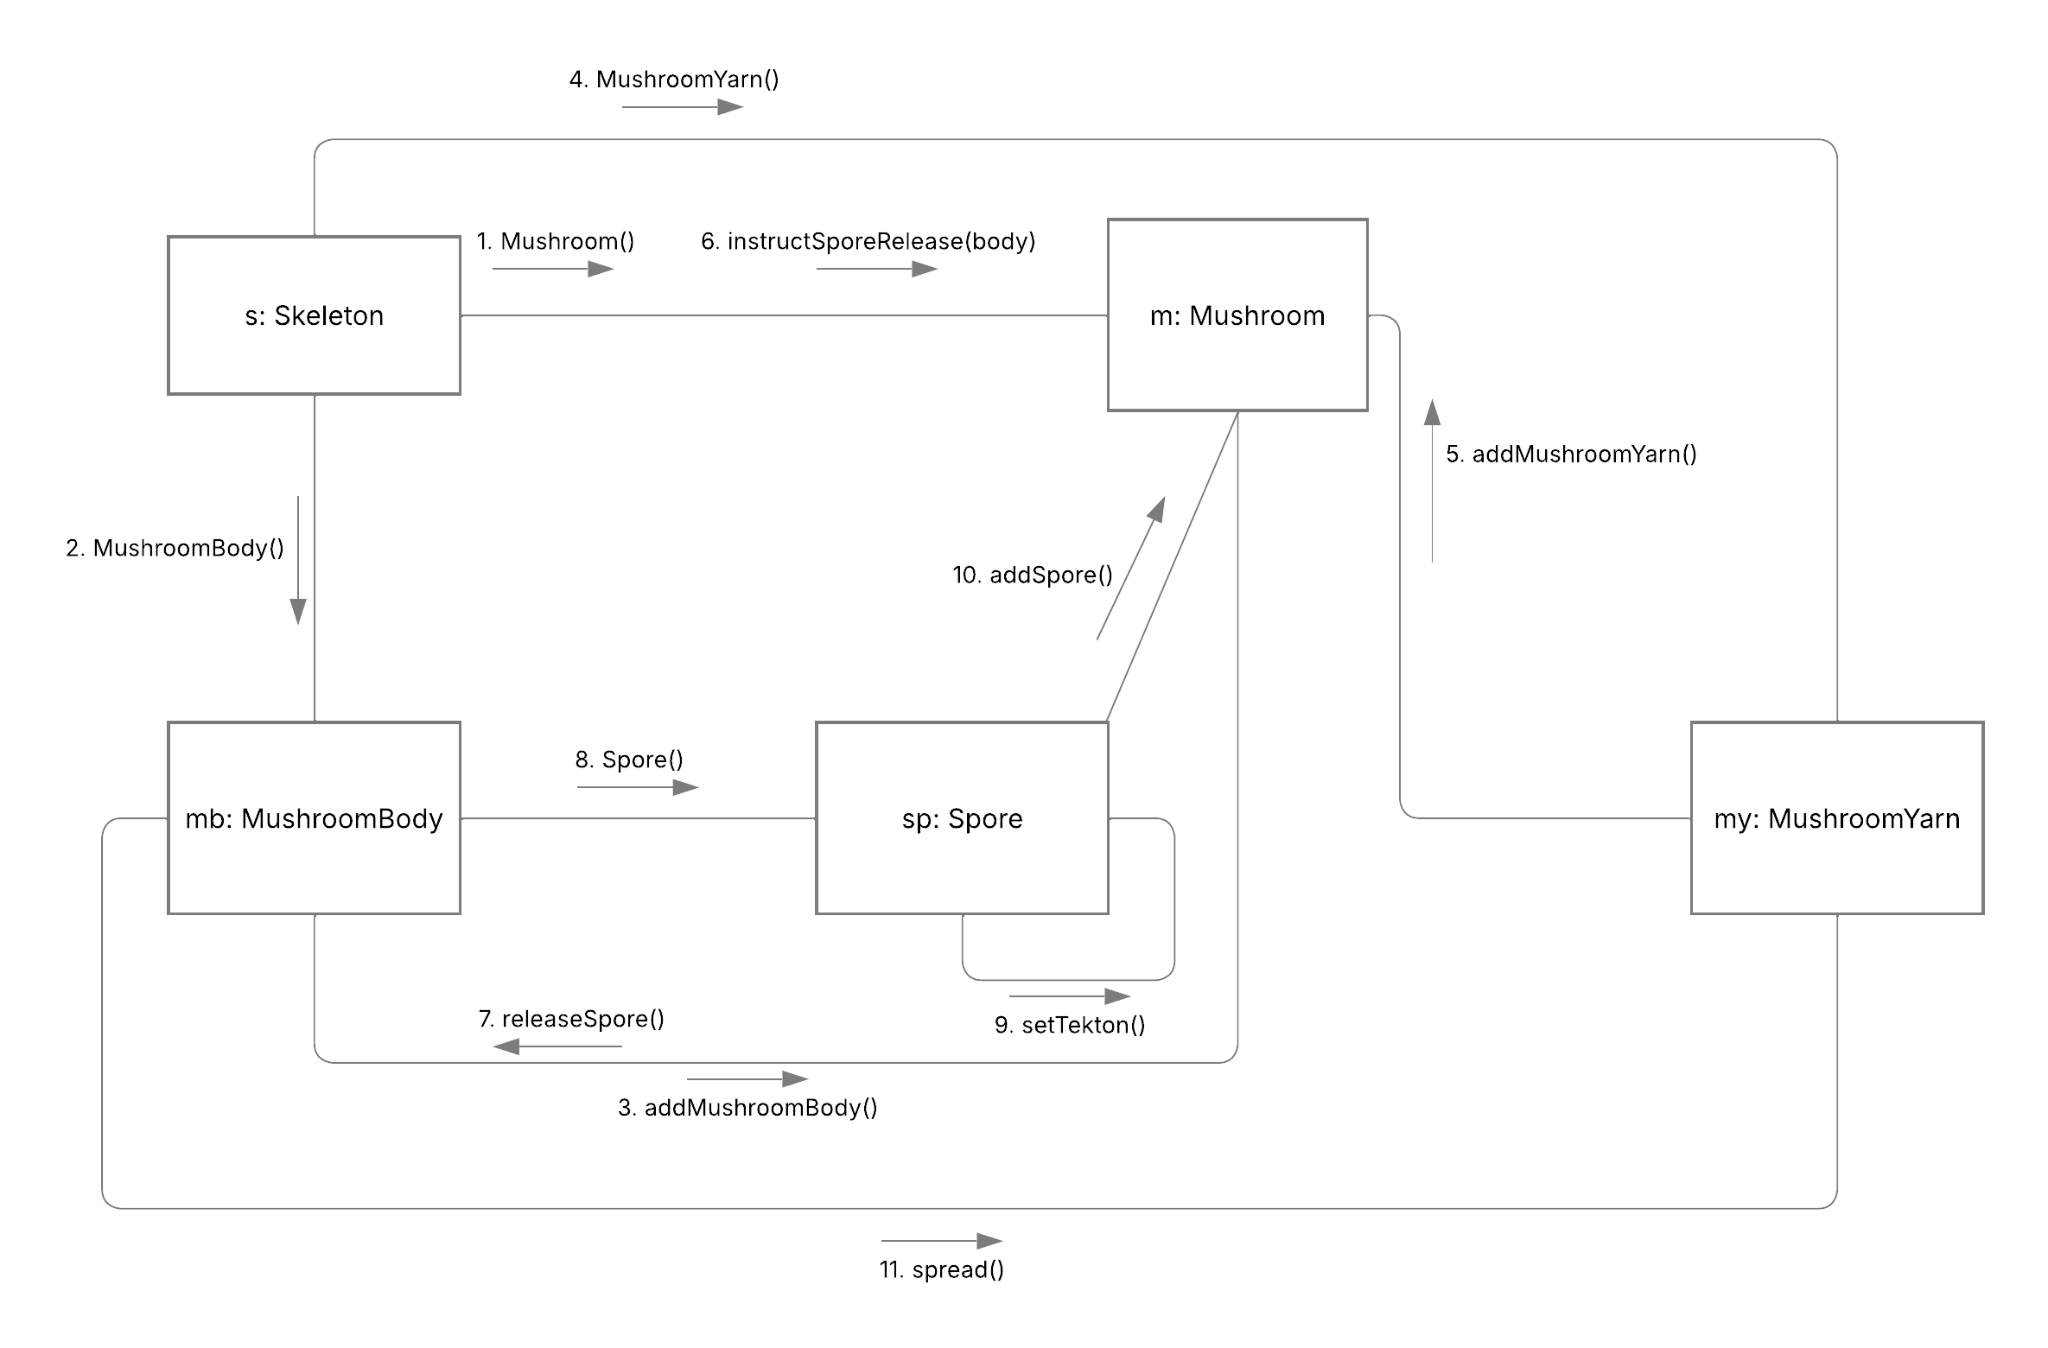 4. MushroomYarn()
1. Mushroom()
6. instructSporeRelease(body)
s: Skeleton
m: Mushroom
5. addMushroomYarn()
2. MushroomBody()
10. addSpore()
8. Spore()
mb: MushroomBody
sp: Spore
my: MushroomYarn
7. releaseSpore()
9. setTekton()
3. addMushroomBody()
11. spread()